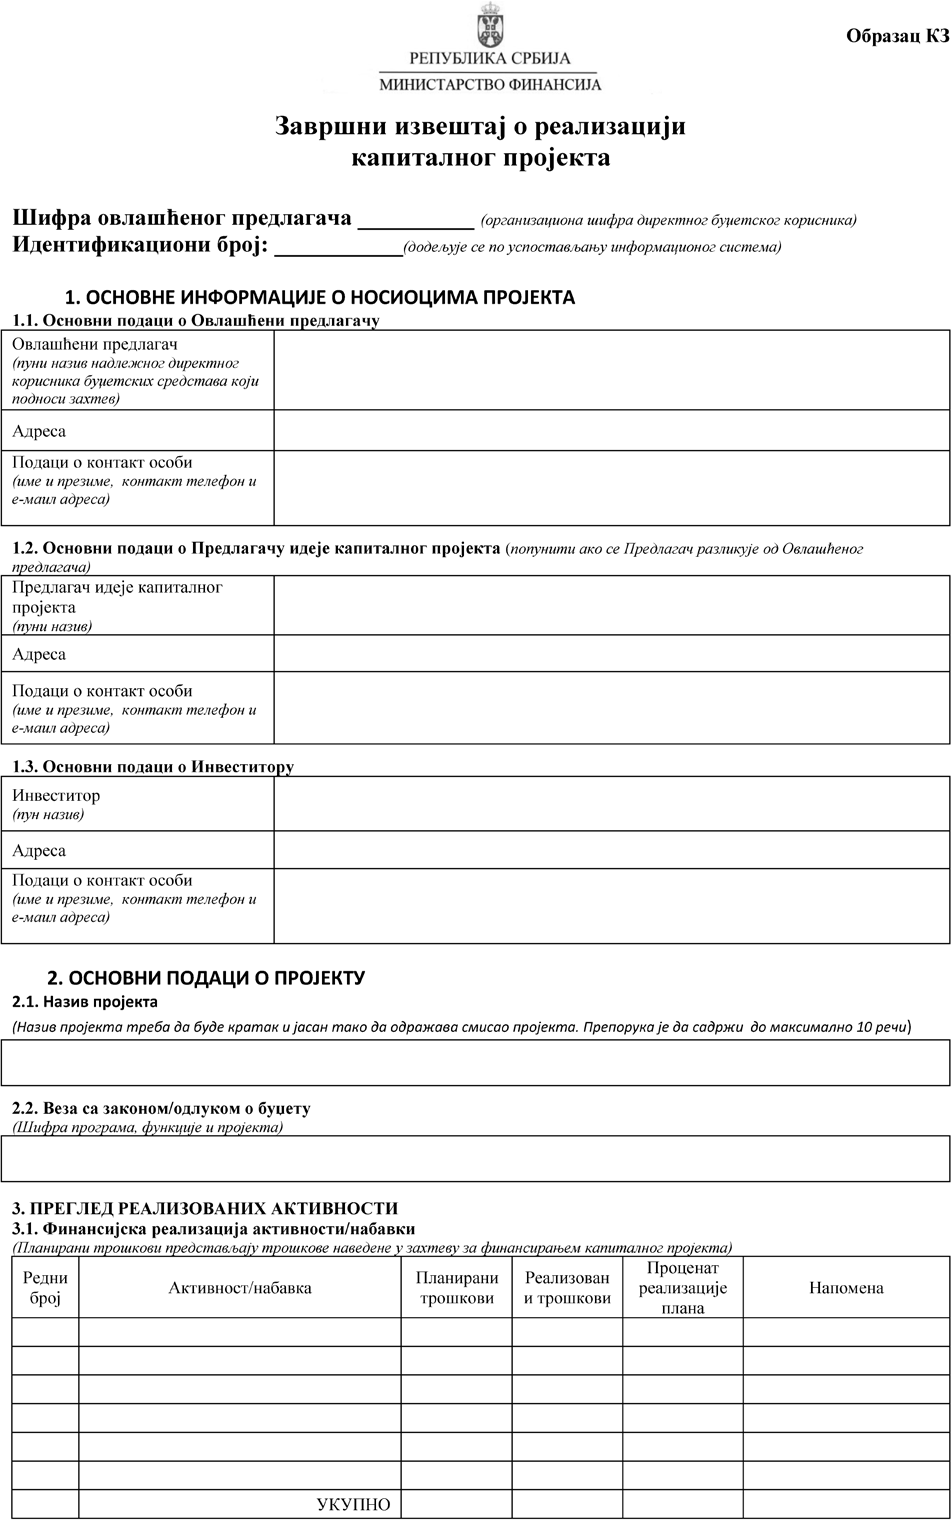 Образац КЗ
РЕПУБЛИКА СРБИЈА
МИНИСТАРСТВО ФИНАНСИЈА
Завршни извештај о реализацији
капиталног пројекта
Шифра овлашћеног предлагача __________ (организациона шифра директног буџетског корисника)
Идентификациони број: ___________(додељује се по успостављању информационог система)
1. ОСНОВНЕ ИНФОРМАЦИЈЕ О НОСИОЦИМА ПРОЈЕКТА
1.1. Основни подаци о Овлашћени предлагачу
Овлашћени предлагач
(пуни назив надлежног директног
корисника буџетских средстава који
подноси захтев)
Адреса
Подаци о контакт особи
(име и презиме, контакт телефон и
е-маил адреса)
1.2. Основни подаци о Предлагачу идеје капиталног пројекта (попунити ако се Предлагач разликује од Овлашћеног
предлагача)
Предлагач идеје капиталног
пројекта
(пуни назив)
Адреса
Подаци о контакт особи
(име и презиме, контакт телефон и
е-маил адреса)
1.3. Основни подаци о Инвеститору
Инвеститор
(пун назив)
Адреса
Подаци о контакт особи
(име и презиме, контакт телефон и
е-маил адреса)
2. ОСНОВНИ ПОДАЦИ О ПРОЈЕКТУ
2.1. Назив пројекта
(Назив пројекта треба да буде кратак и јасан тако да одражава смисао пројекта. Препорука је да садржи до максимално 10 речи)
2.2. Веза са законом/одлуком о буџету
(Шифра програма, функције и пројекта)
3. ПРЕГЛЕД РЕАЛИЗОВАНИХ АКТИВНОСТИ
3.1. Финансијска реализација активности/набавки
(Планирани трошкови представљају трошкове наведене у захтеву за финансирањем капиталног пројекта)
Редни
број
Активност/набавка
Планирани
трошкови
Реализован
и трошкови
Проценат
реализације
плана
Напомена
УКУПНО